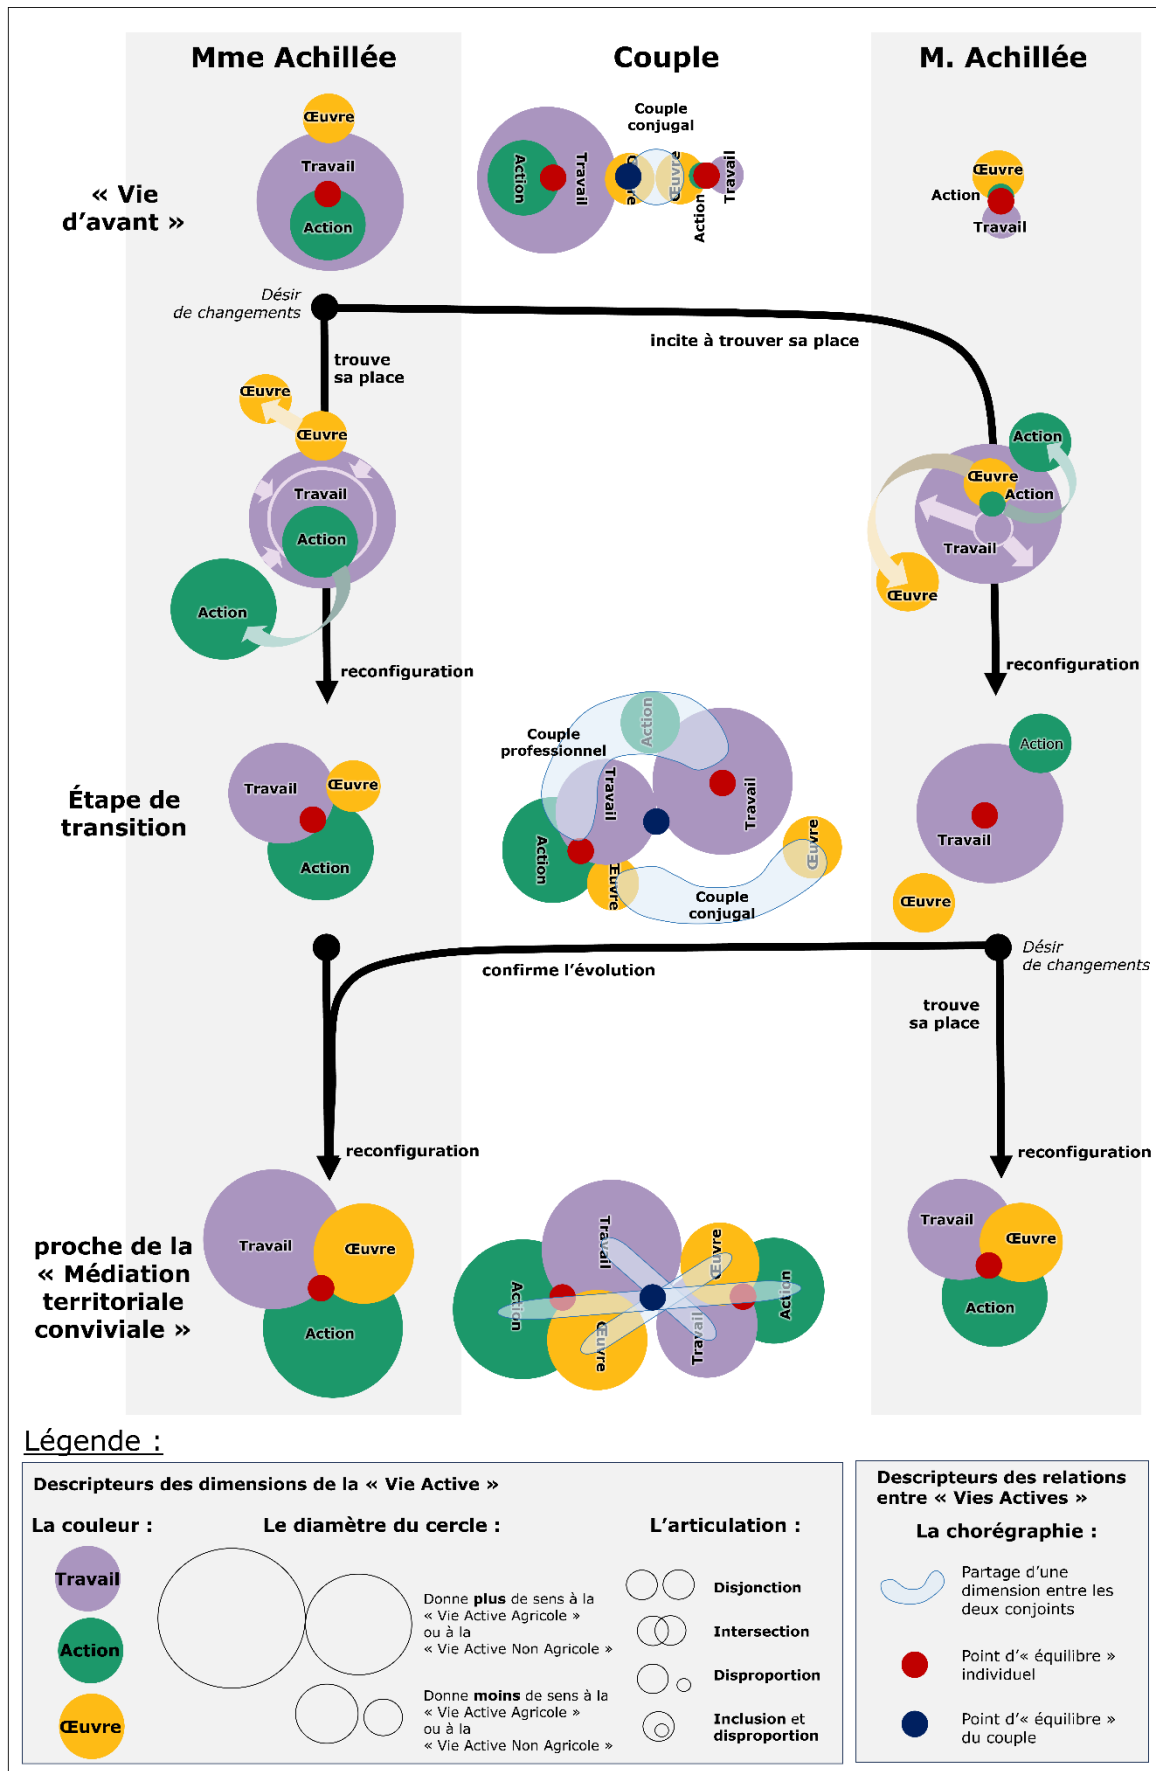 Mme Achillée
Couple
M. Achillée
« Vie
d’avant »
Œuvre
Travail
Action
Couple
conjugal
Action
Travail
Œuvre
Œuvre
Action
Travail
Œuvre
Action
Travail
Désir
de changements
trouve
sa place
incite à trouver sa place
Œuvre
Œuvre
Travail
Action
Action
reconfiguration
Action
Œuvre
Action
Travail
Œuvre
reconfiguration
Étape de
transition
Travail
Œuvre
Action
Couple
professionnel
Action
Travail
Travail
Action
Œuvre
Œuvre
Couple
conjugal
Action
Travail
Œuvre
confirme l’évolution
Désir
de changements
trouve
sa place
reconfiguration
reconfiguration
proche de la
« Médiation
territoriale
conviviale »
Travail
Œuvre
Action
Travail
Œuvre
Action
Action
Œuvre
Travail
Travail
Œuvre
Action
Légende :
Descripteurs des dimensions de la « Vie Active »
La couleur :
Travail
Action
Œuvre
Le diamètre du cercle :
Donne plus de sens à la
« Vie Active Agricole »
ou à la
« Vie Active Non Agricole »
Donne moins de sens à la
« Vie Active Agricole »
ou à la
« Vie Active Non Agricole »
L’articulation :
Disjonction
Intersection
Disproportion
Inclusion et
disproportion
Descripteurs des relations
entre « Vies Actives »
La chorégraphie :
Partage d’une
dimension entre les
deux conjoints
Point d’« équilibre »
individuel
Point d’« équilibre »
du couple